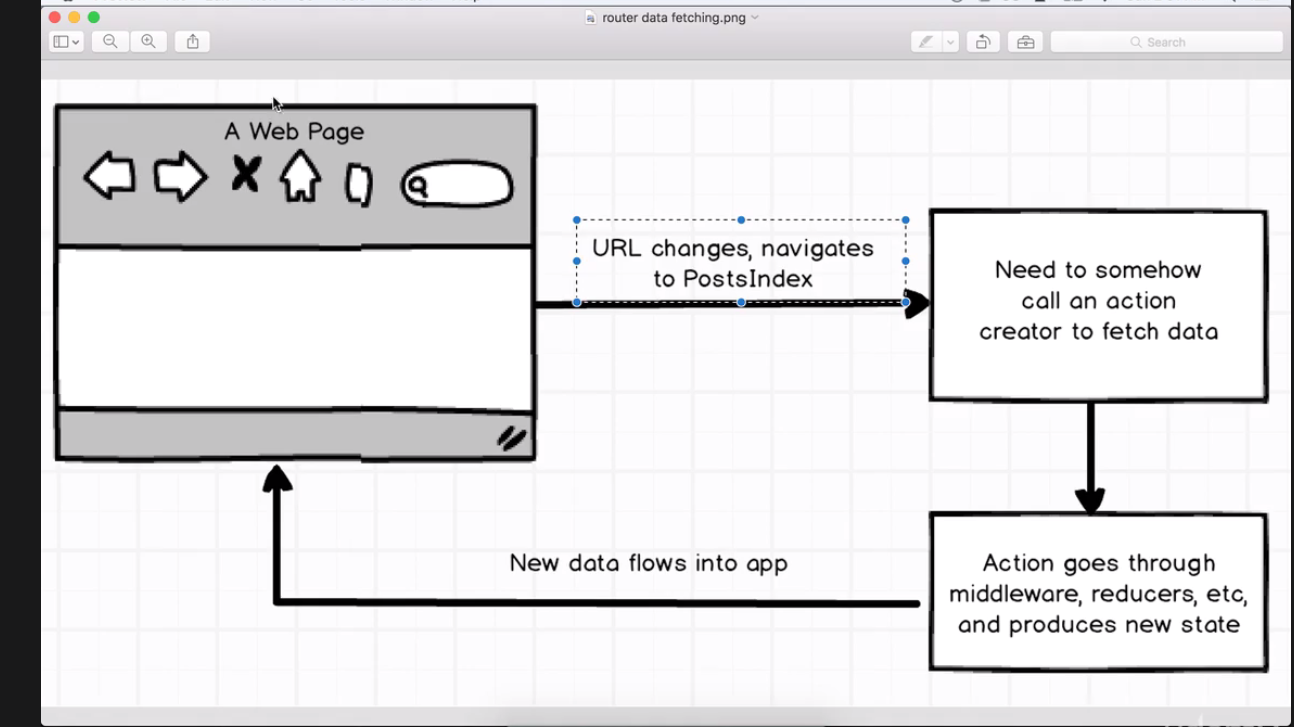 router data fetching.png
Search
A Web Page
URL changes, navigates
to PostsIndex
Need to somehow
call an action
creator to fetch data
New data flows into app
Action goes through
middleware, reducers, etc,
and produces new state